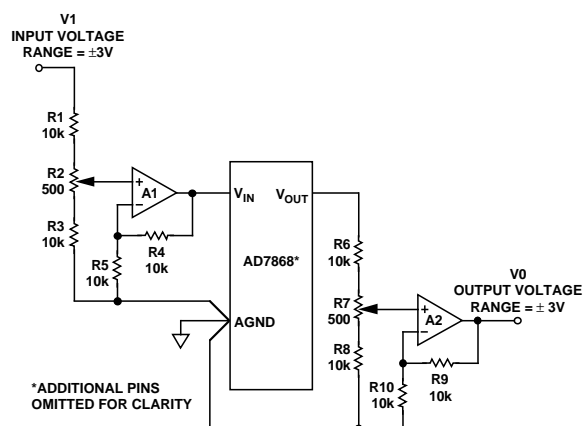 V1
INPUT VOLTAGE
RANGE = ±3V
R1
10k
R2
500
R3
10k
A1
R4
10k
R5
10k
VIN
VOUT
AD7868*
AGND
R6
10k
R7
500
R8
10k
A2
R9
10k
R10
10k
V0
OUTPUT VOLTAGE
RANGE = ± 3V
*ADDITIONAL PINS
OMITTED FOR CLARITY